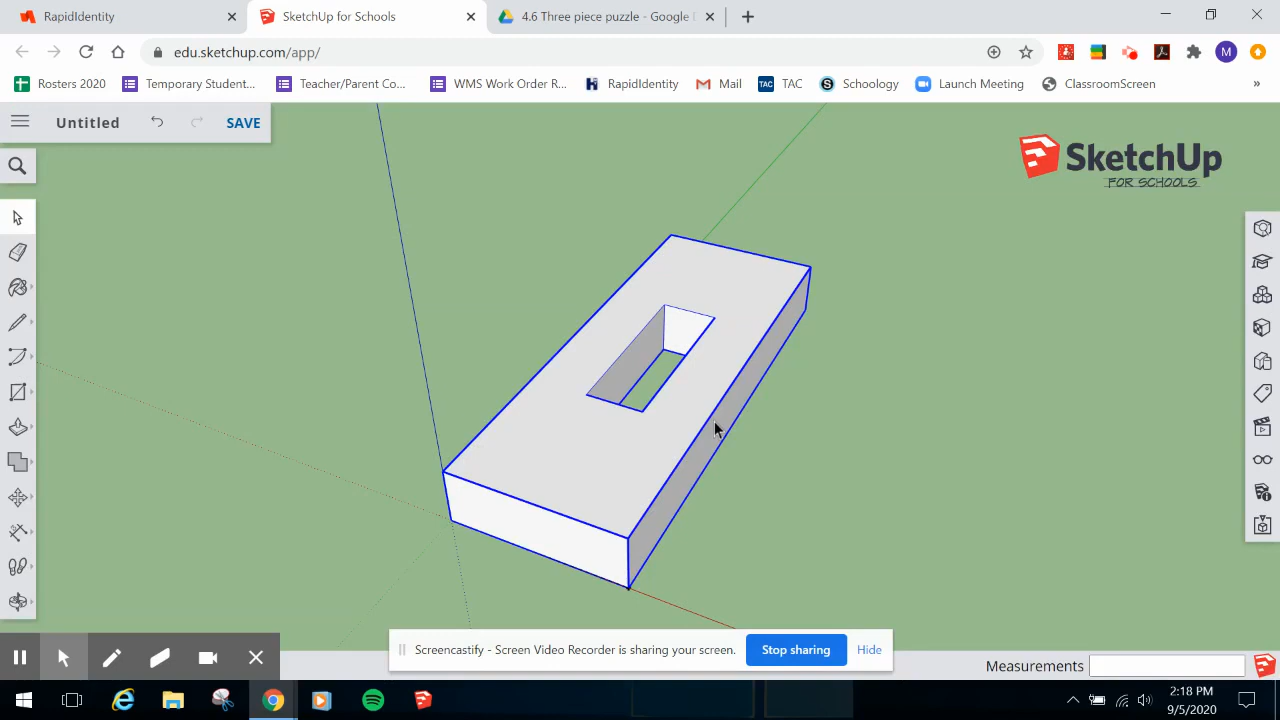 RapidIdentity
SketchUp for Schools
4.6 Three piece puzzle - Google D
edu.sketchup.com/app/
M
Rosters 2020
Temporary Student...
Teacher/Parent Co...
WMS Work Order R...
RapidIdentity
Mail
TAC
TAC
Schoology
Launch Meeting
ClassroomScreen
»
Untitled
SAVE
SketchUp
FOR SCHOOLS
Screencastify - Screen Video Recorder is sharing your screen.
Stop sharing
Hide
Measurements
2:18 PM
9/5/2020